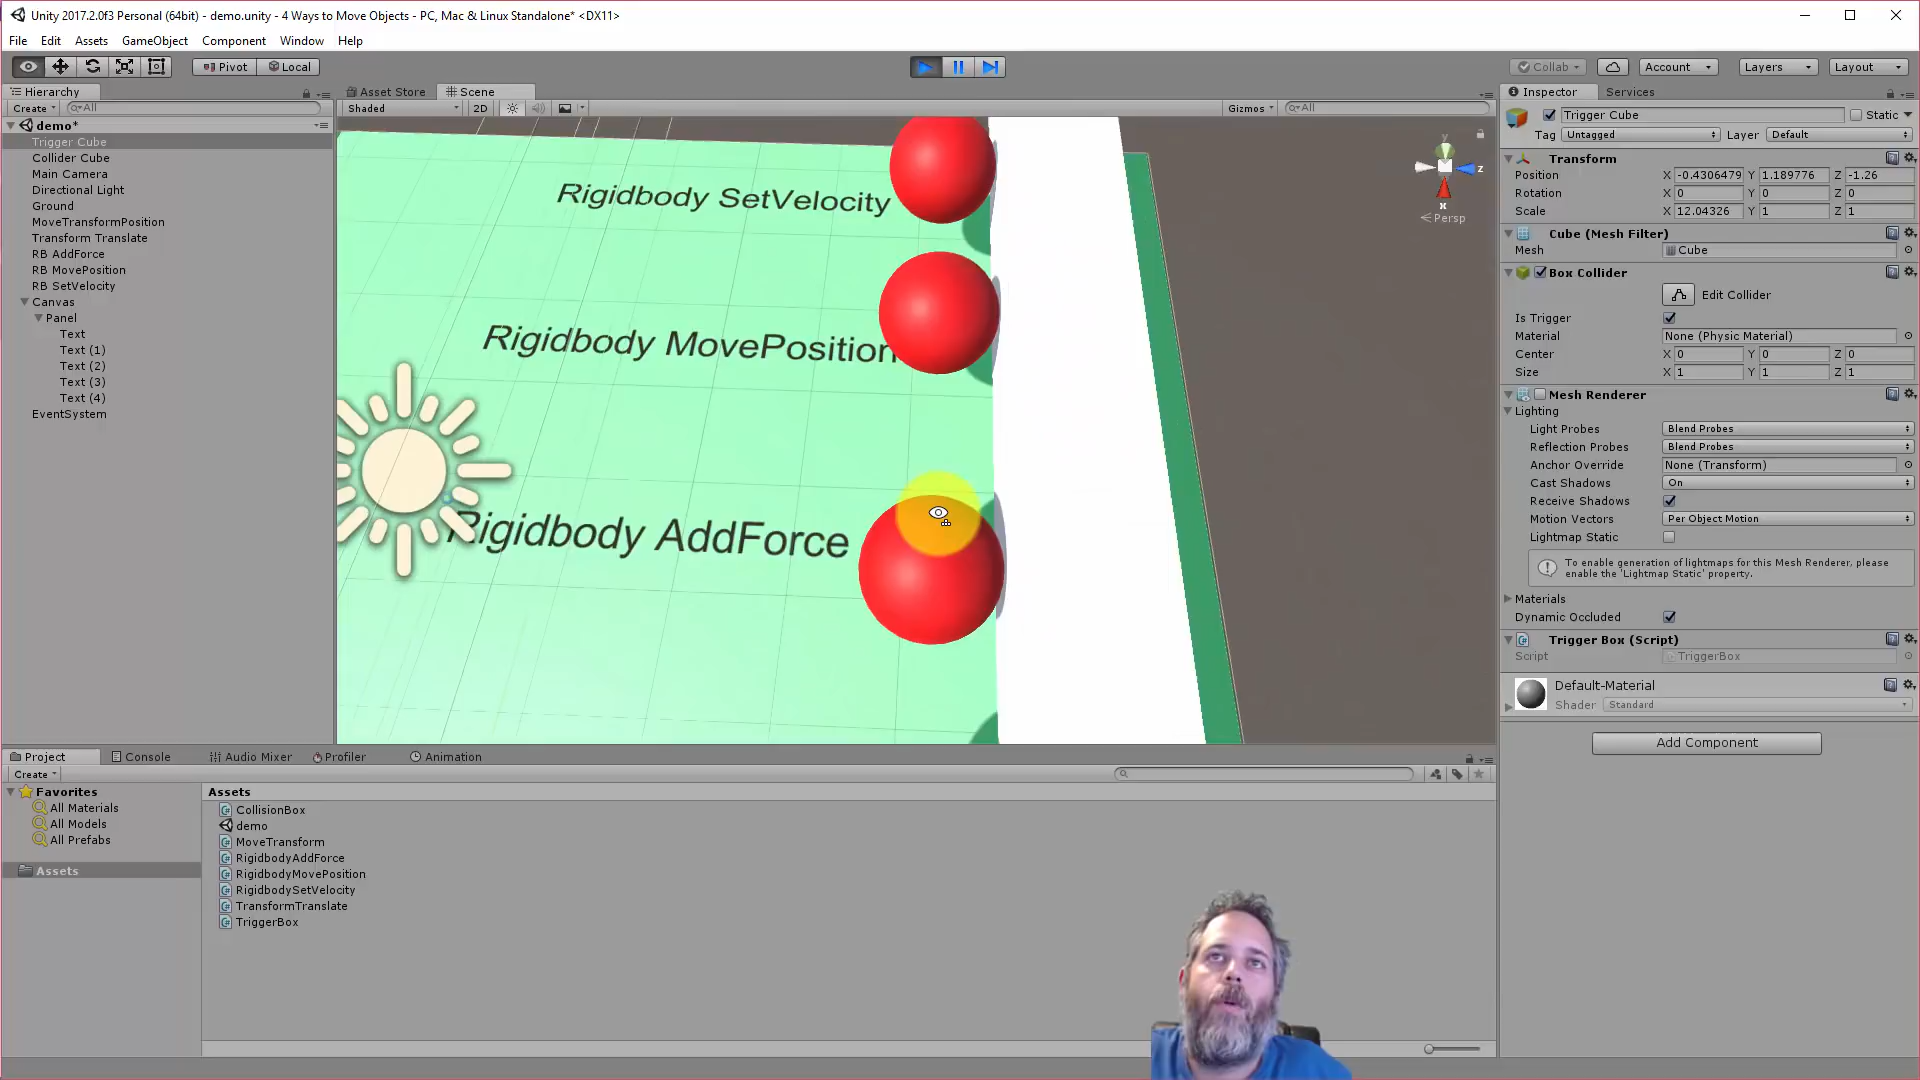 Unity 2017.2.0f3 Personal (64bit) - demo.unity - 4 Ways to Move Objects - PC, Mac & Linux Standalone* <DX11>
File Edit Assets GameObject Component Window Help
Pivot Local Collab Account Layers Layout
Hierarchy
Create All
demo*
Trigger Cube
Collider Cube
Main Camera
Directional Light
Ground
MoveTransformPosition
Transform Translate
RB AddForce
RB MovePosition
RB SetVelocity
Canvas
Panel
Text
Text (1)
Text (2)
Text (3)
Text (4)
EventSystem
Asset Store Scene
Shaded 2D Gizmos All
Rigidbody SetVelocity
Rigidbody MovePosition
Rigidbody AddForce
y
z
x
Persp
Inspector Services
Trigger Cube Static
Tag Untagged Layer Default
Transform
Position X -0.4306479 Y 1.189776 Z -1.26
Rotation X 0 Y 0 Z 0
Scale X 12.04326 Y 1 Z 1
Cube (Mesh Filter)
Mesh Cube
Box Collider
Edit Collider
Is Trigger
Material None (Physic Material)
Center X 0 Y 0 Z 0
Size X 1 Y 1 Z 1
Mesh Renderer
Lighting
Light Probes Blend Probes
Reflection Probes Blend Probes
Anchor Override None (Transform)
Cast Shadows On
Receive Shadows
Motion Vectors Per Object Motion
Lightmap Static
To enable generation of lightmaps for this Mesh Renderer, please
enable the 'Lightmap Static' property.
Materials
Dynamic Occluded
Trigger Box (Script)
Script TriggerBox
Default-Material
Shader Standard
Add Component
Project Console Audio Mixer Profiler Animation
Create
Favorites
All Materials
All Models
All Prefabs
Assets
Assets
CollisionBox
demo
MoveTransform
RigidbodyAddForce
RigidbodyMovePosition
RigidbodySetVelocity
TransformTranslate
TriggerBox